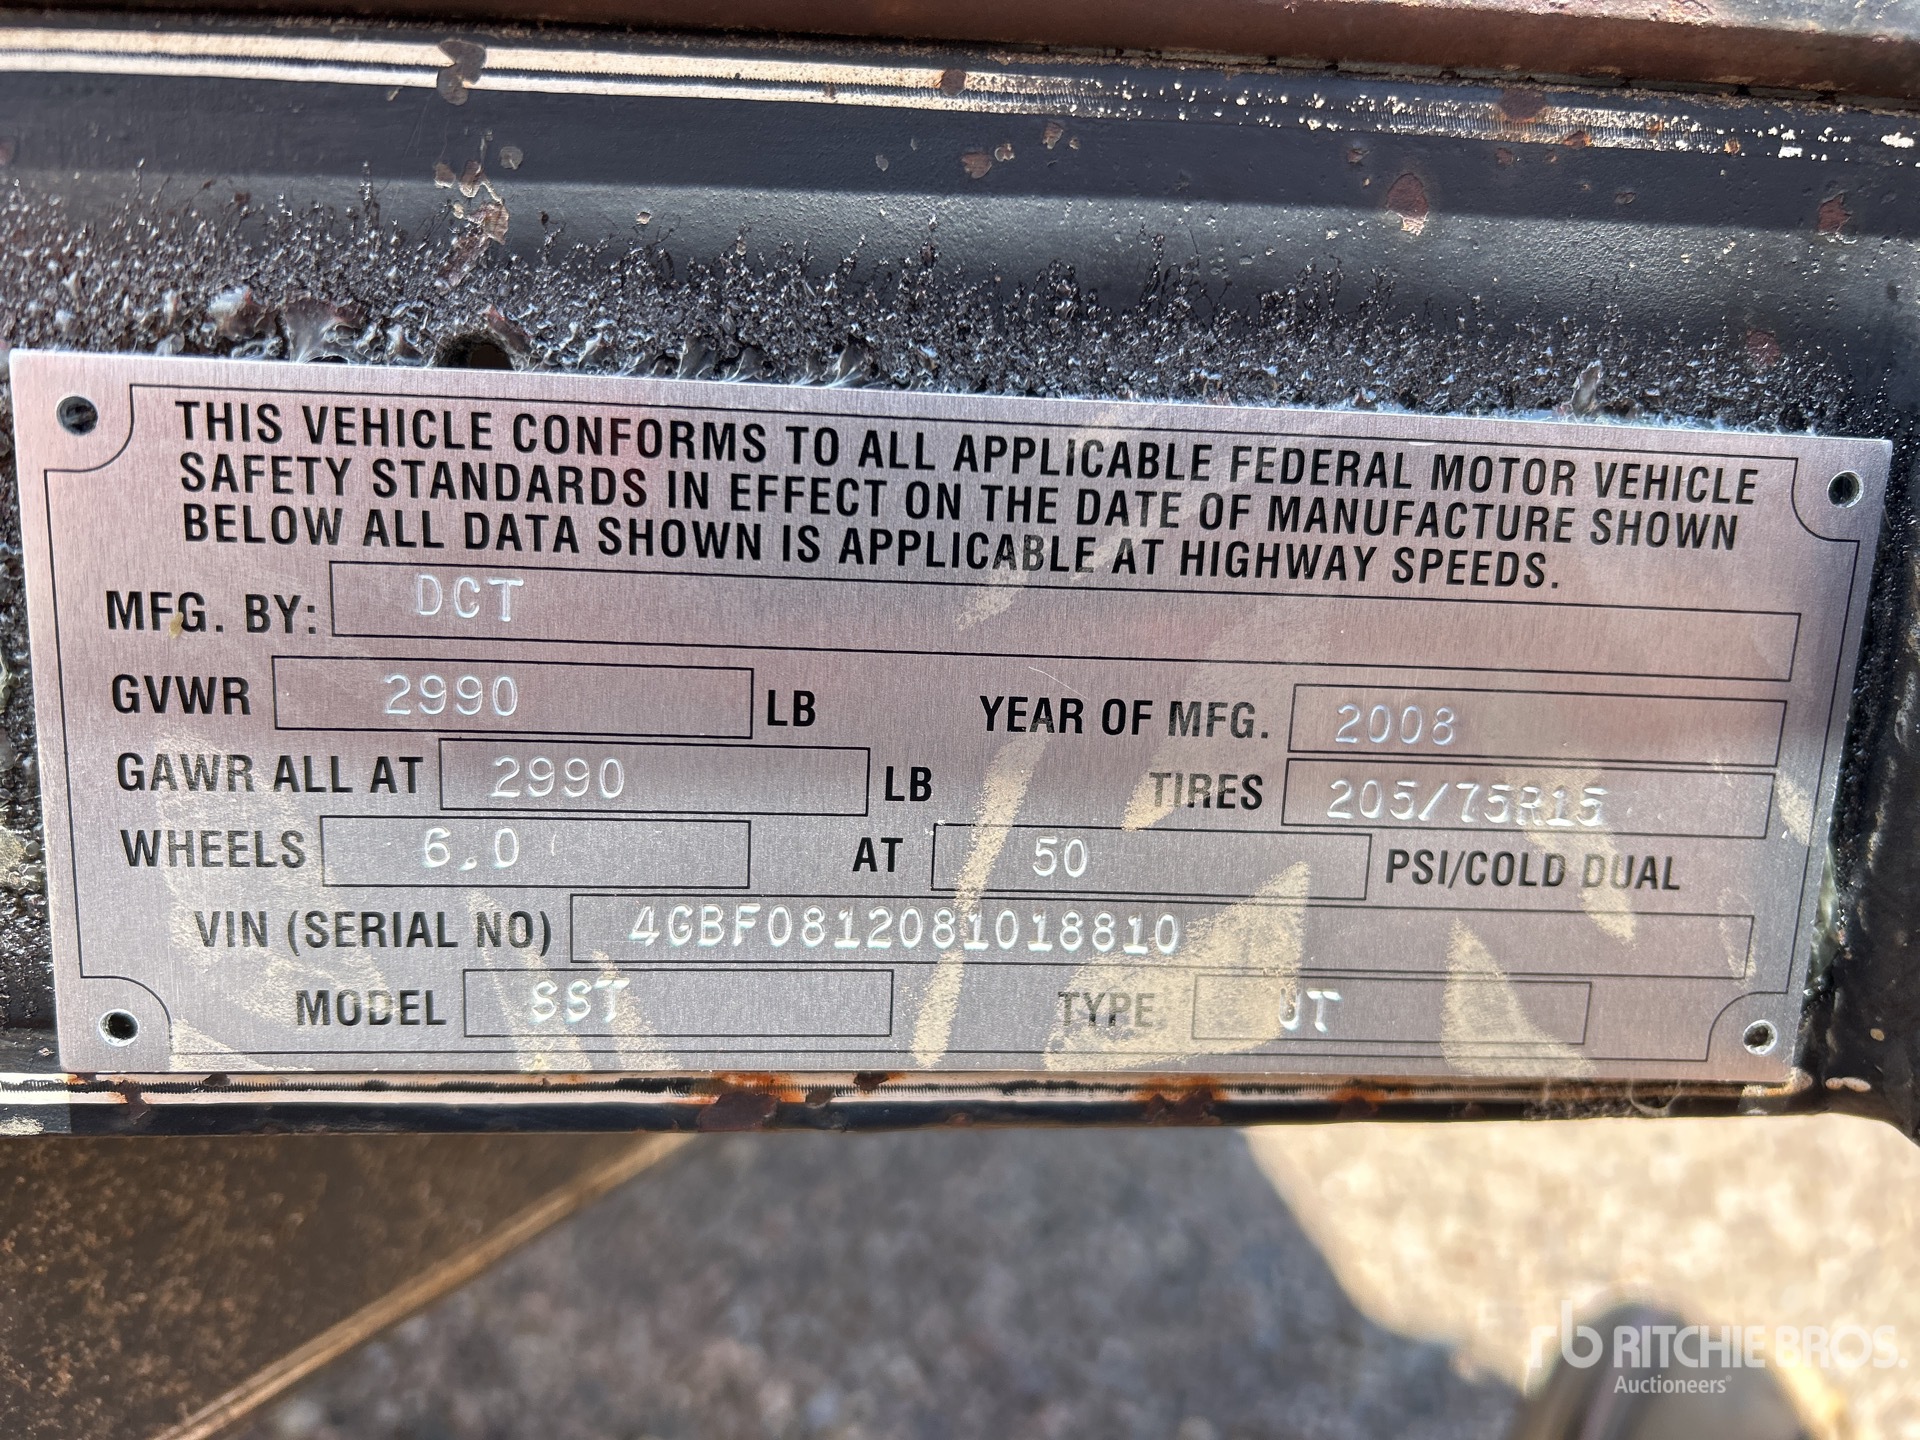 THIS VEHICLE CONFORMS TO ALL APPLICABLE FEDERAL MOTOR VEHICLE
SAFETY STANDARDS IN EFFECT ON THE DATE OF MANUFACTURE SHOWN
BELOW ALL DATA SHOWN IS APPLICABLE AT HIGHWAY SPEEDS.
MFG. BY: DCT
GVWR 2990 LB YEAR OF MFG. 2008
GAWR ALL AT 2990 LB TIRES 205/75R15
WHEELS 6.0 AT 50 PSI/COLD DUAL
VIN (SERIAL NO) 4GBF0812081018810
MODEL SST TYPE UT
rb RITCHIE BROS.
Auctioneers